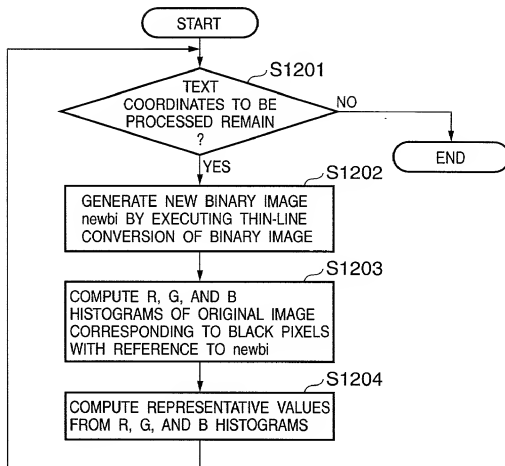 START
S1201
TEXT
COORDINATES TO BE
PROCESSED REMAIN
?
NO
END
YES
S1202
GENERATE NEW BINARY IMAGE
newbi BY EXECUTING THIN-LINE
CONVERSION OF BINARY IMAGE
S1203
COMPUTE R, G, AND B
HISTOGRAMS OF ORIGINAL IMAGE
CORRESPONDING TO BLACK PIXELS
WITH REFERENCE TO newbi
S1204
COMPUTE REPRESENTATIVE VALUES
FROM R, G, AND B HISTOGRAMS